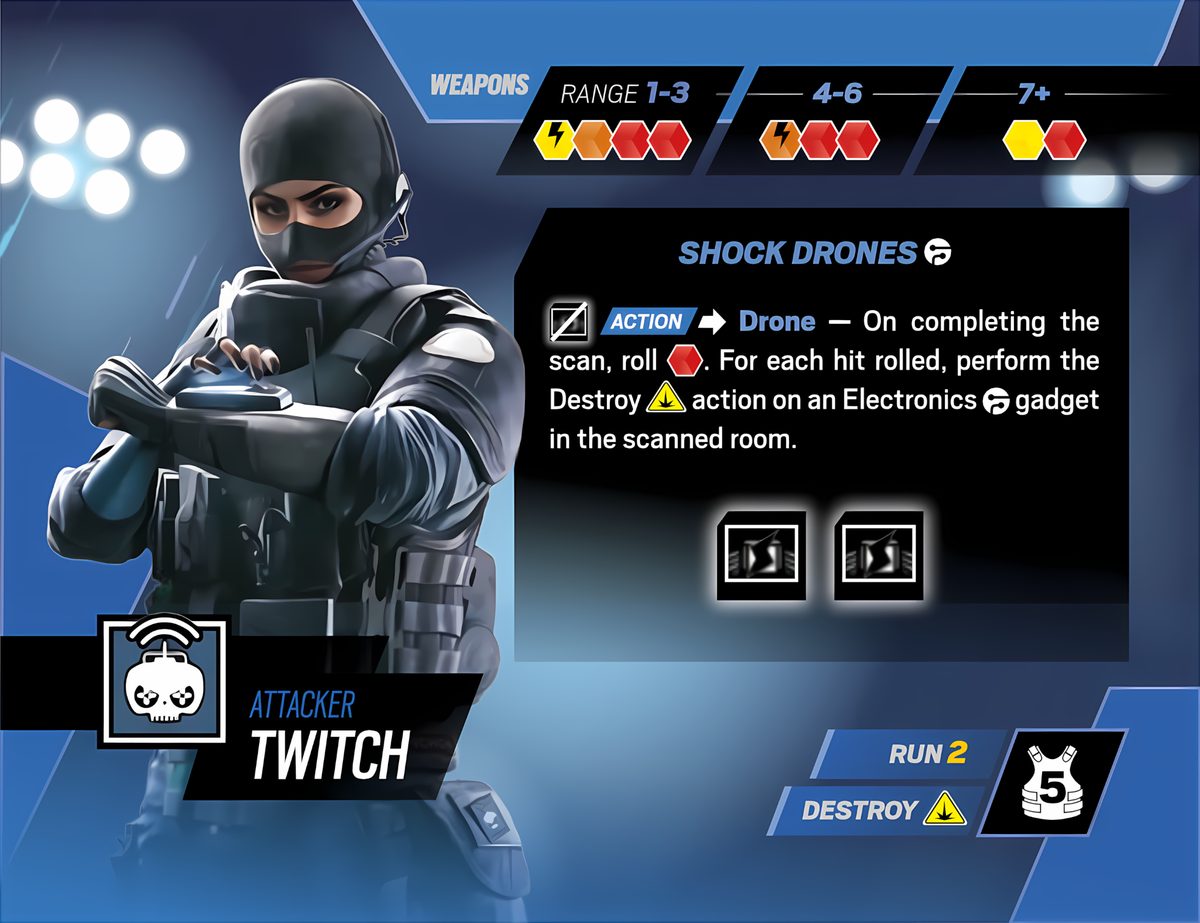 WEAPONS
RANGE 1-3
4-6
7+
SHOCK DRONES
ACTION Drone — On completing the
scan, roll . For each hit rolled, perform the
Destroy action on an Electronics gadget
in the scanned room.
ATTACKER
TWITCH
RUN 2
DESTROY
5